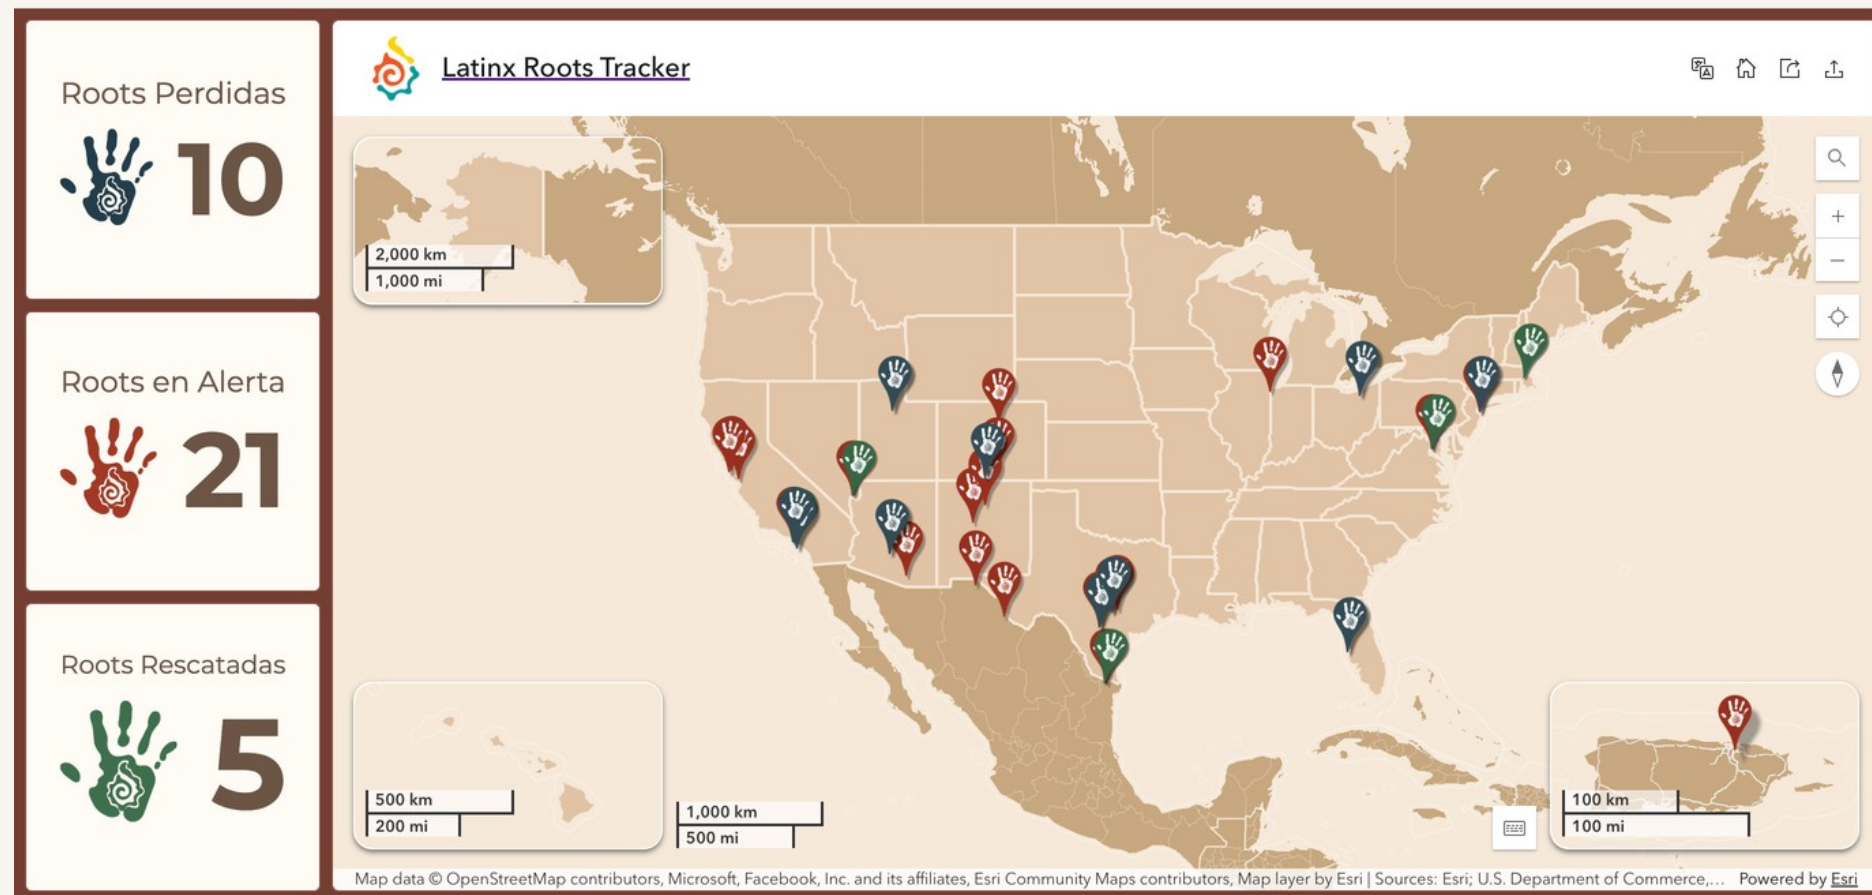 Roots Perdidas
10
Roots en Alerta
21
Roots Rescatadas
5
Latinx Roots Tracker
2,000 km
1,000 mi
500 km
200 mi
1,000 km
500 mi
100 km
100 mi
Map data © OpenStreetMap contributors, Microsoft, Facebook, Inc. and its affiliates, Esri Community Maps contributors, Map layer by Esri | Sources: Esri; U.S. Department of Commerce,... Powered by Esri